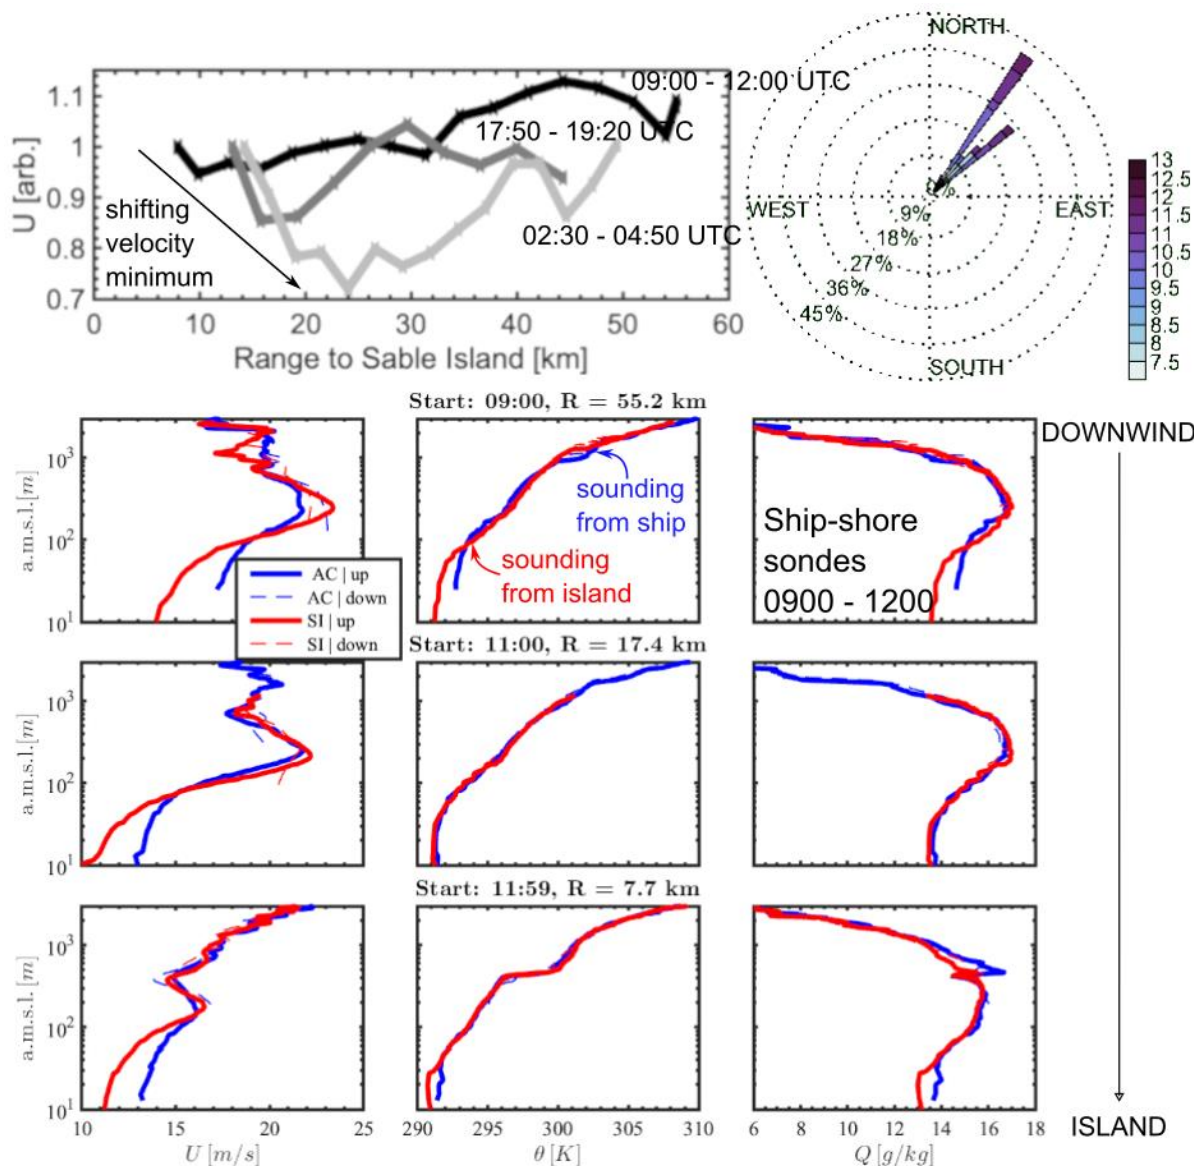 NORTH
09:00 - 12:00 UTC
1.1
17:50 - 19:20 UTC
1
U [arb.]
0.9
0.8
0.7
shifting
velocity
minimum
02:30 - 04:50 UTC
0 10 20 30 40 50 60
Range to Sable Island [km]
WEST
EAST
%
9%
18%
27%
36%
45%
SOUTH
13
12.5
12
11.5
11
10.5
10
9.5
9
8.5
8
7.5
Start: 09:00, R = 55.2 km
DOWNWIND
10³
10²
10¹
a.m.s.l.[m]
sounding
from ship
sounding
from island
Ship-shore
sondes
0900 - 1200
AC | up
AC | down
SI | up
SI | down
Start: 11:00, R = 17.4 km
10³
10²
10¹
a.m.s.l.[m]
Start: 11:59, R = 7.7 km
10³
10²
10¹
a.m.s.l.[m]
10 15 20 25
U [m/s]
290 295 300 305 310
θ [K]
6 8 10 12 14 16 18
Q [g/kg]
ISLAND